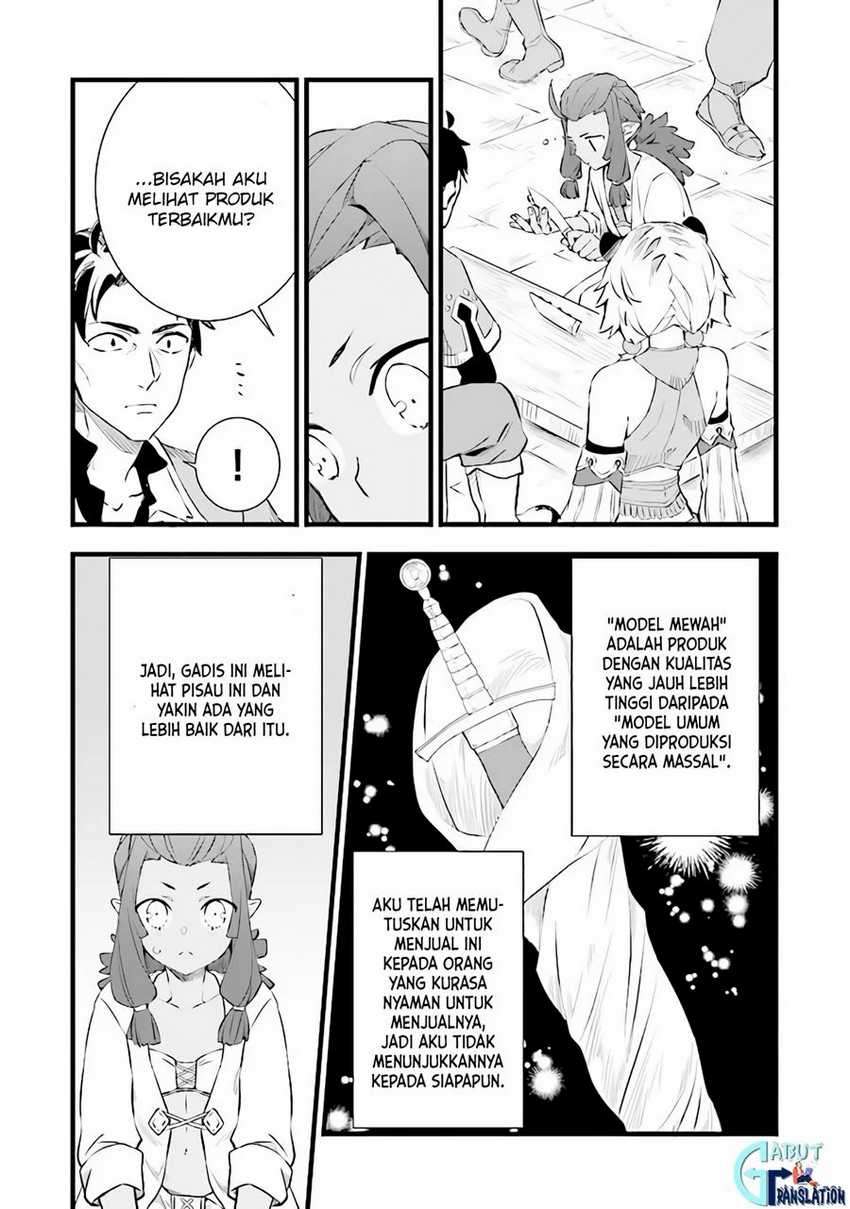 ...BISAKAH AKU
MELIHAT PRODUK
TERBAIKMU?
!
"MODEL MEWAH"
ADALAH PRODUK
DENGAN KUALITAS
YANG JAUH LEBIH
TINGGI DARIPADA
"MODEL UMUM
YANG DIPRODUKSI
SECARA MASSAL".
AKU TELAH MEMU-
TUSKAN UNTUK
MENJUAL INI
KEPADA ORANG
YANG KURASA
NYAMAN UNTUK
MENJUALNYA,
JADI AKU TIDAK
MENUNJUKKANNYA
KEPADA SIAPAPUN.
JADI, GADIS INI MELI-
HAT PISAU INI DAN
YAKIN ADA YANG
LEBIH BAIK DARI ITU.
GABUT
TRANSLATION